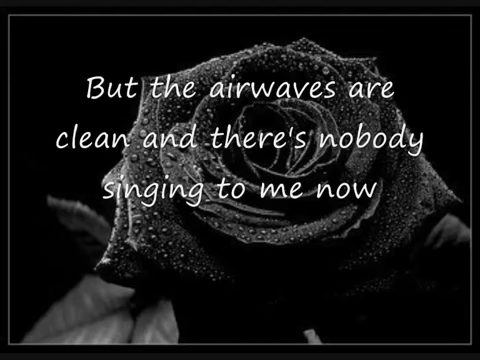 But the airwaves are
clean and there's nobody
singing to me now